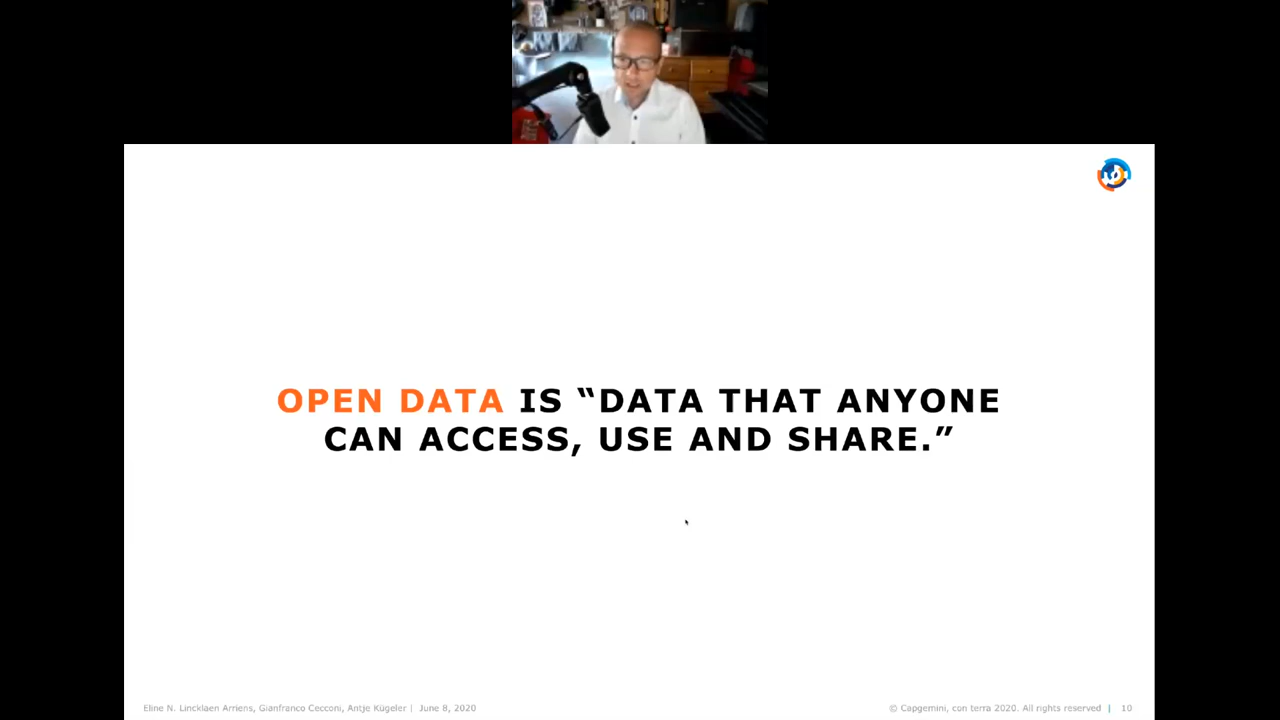 OPEN DATA IS “DATA THAT ANYONE
CAN ACCESS, USE AND SHARE.”
Eline N. Lincklaen Arriens, Gianfranco Cecconi, Antje Kügeler | June 8, 2020
© Capgemini, con terra 2020. All rights reserved | 10